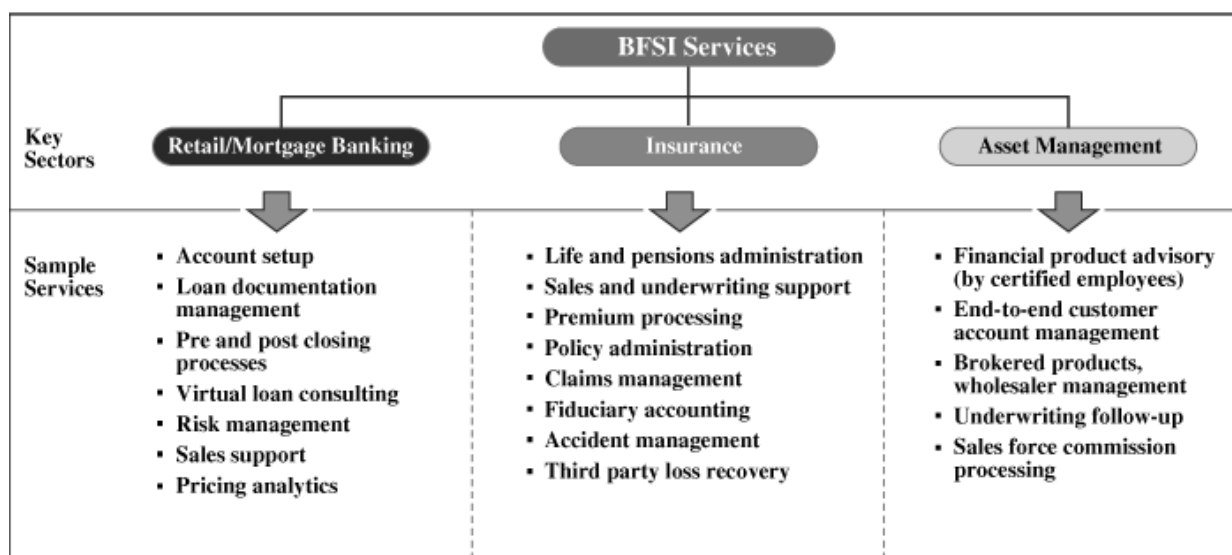 BFSI Services
Key
Sectors
Retail/Mortgage Banking
Insurance
Asset Management
Sample
Services
▪ Account setup
▪ Loan documentation
management
▪ Pre and post closing
processes
▪ Virtual loan consulting
▪ Risk management
▪ Sales support
▪ Pricing analytics
▪ Life and pensions administration
▪ Sales and underwriting support
▪ Premium processing
▪ Policy administration
▪ Claims management
▪ Fiduciary accounting
▪ Accident management
▪ Third party loss recovery
▪ Financial product advisory
(by certified employees)
▪ End-to-end customer
account management
▪ Brokered products,
wholesaler management
▪ Underwriting follow-up
▪ Sales force commission
processing